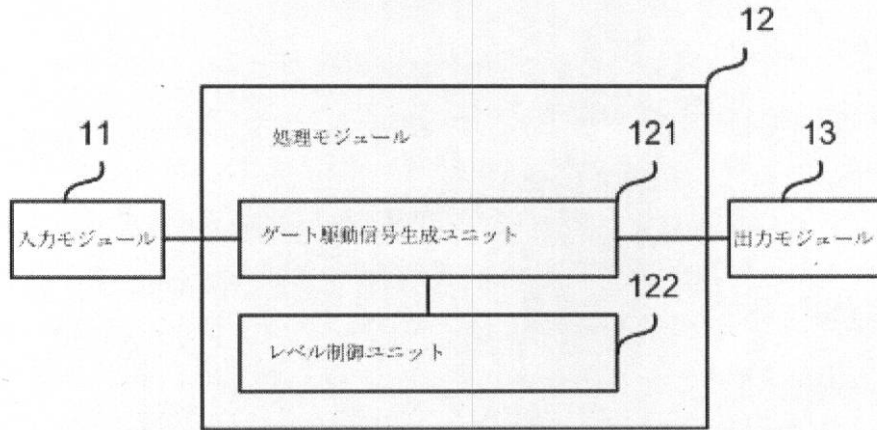 12
処理モジュール
11
121
13
入力モジュール
ゲート駆動信号生成ユニット
出力モジュール
122
レベル制御ユニット